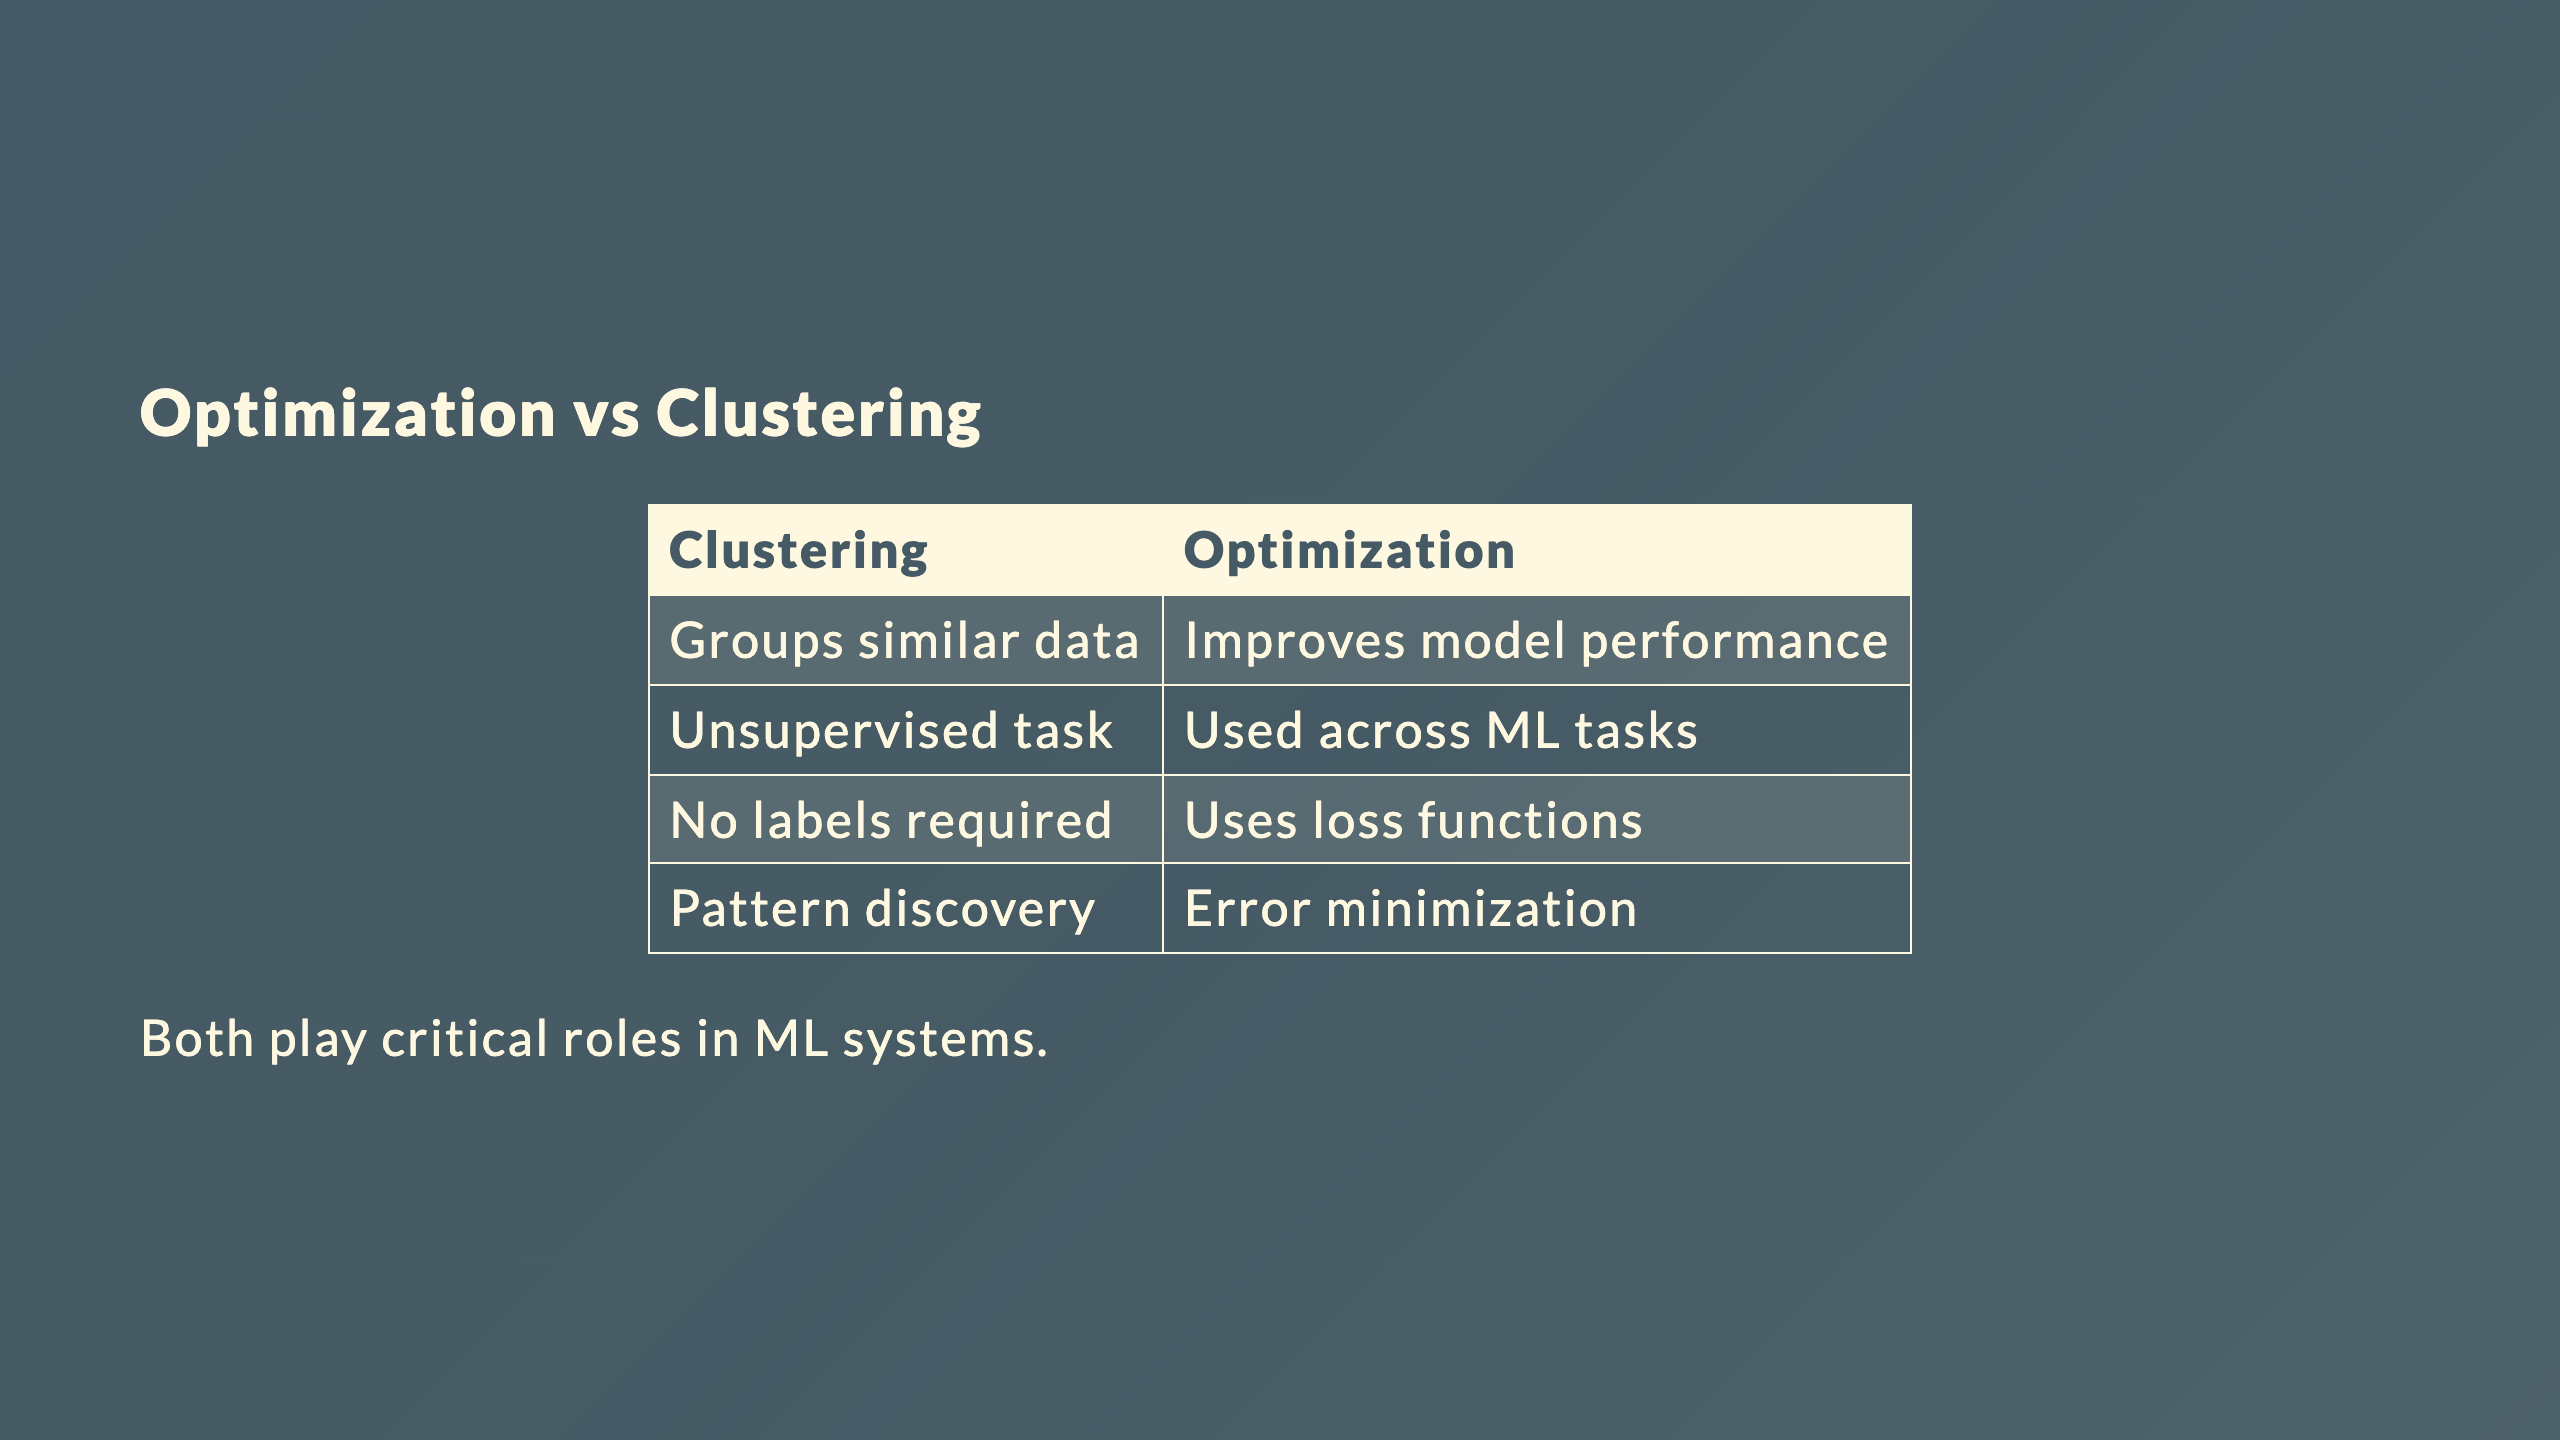 Optimization vs Clustering
Clustering Optimization
Groups similar data Improves model performance
Unsupervised task Used across ML tasks
No labels required Uses loss functions
Pattern discovery Error minimization
Both play critical roles in ML systems.